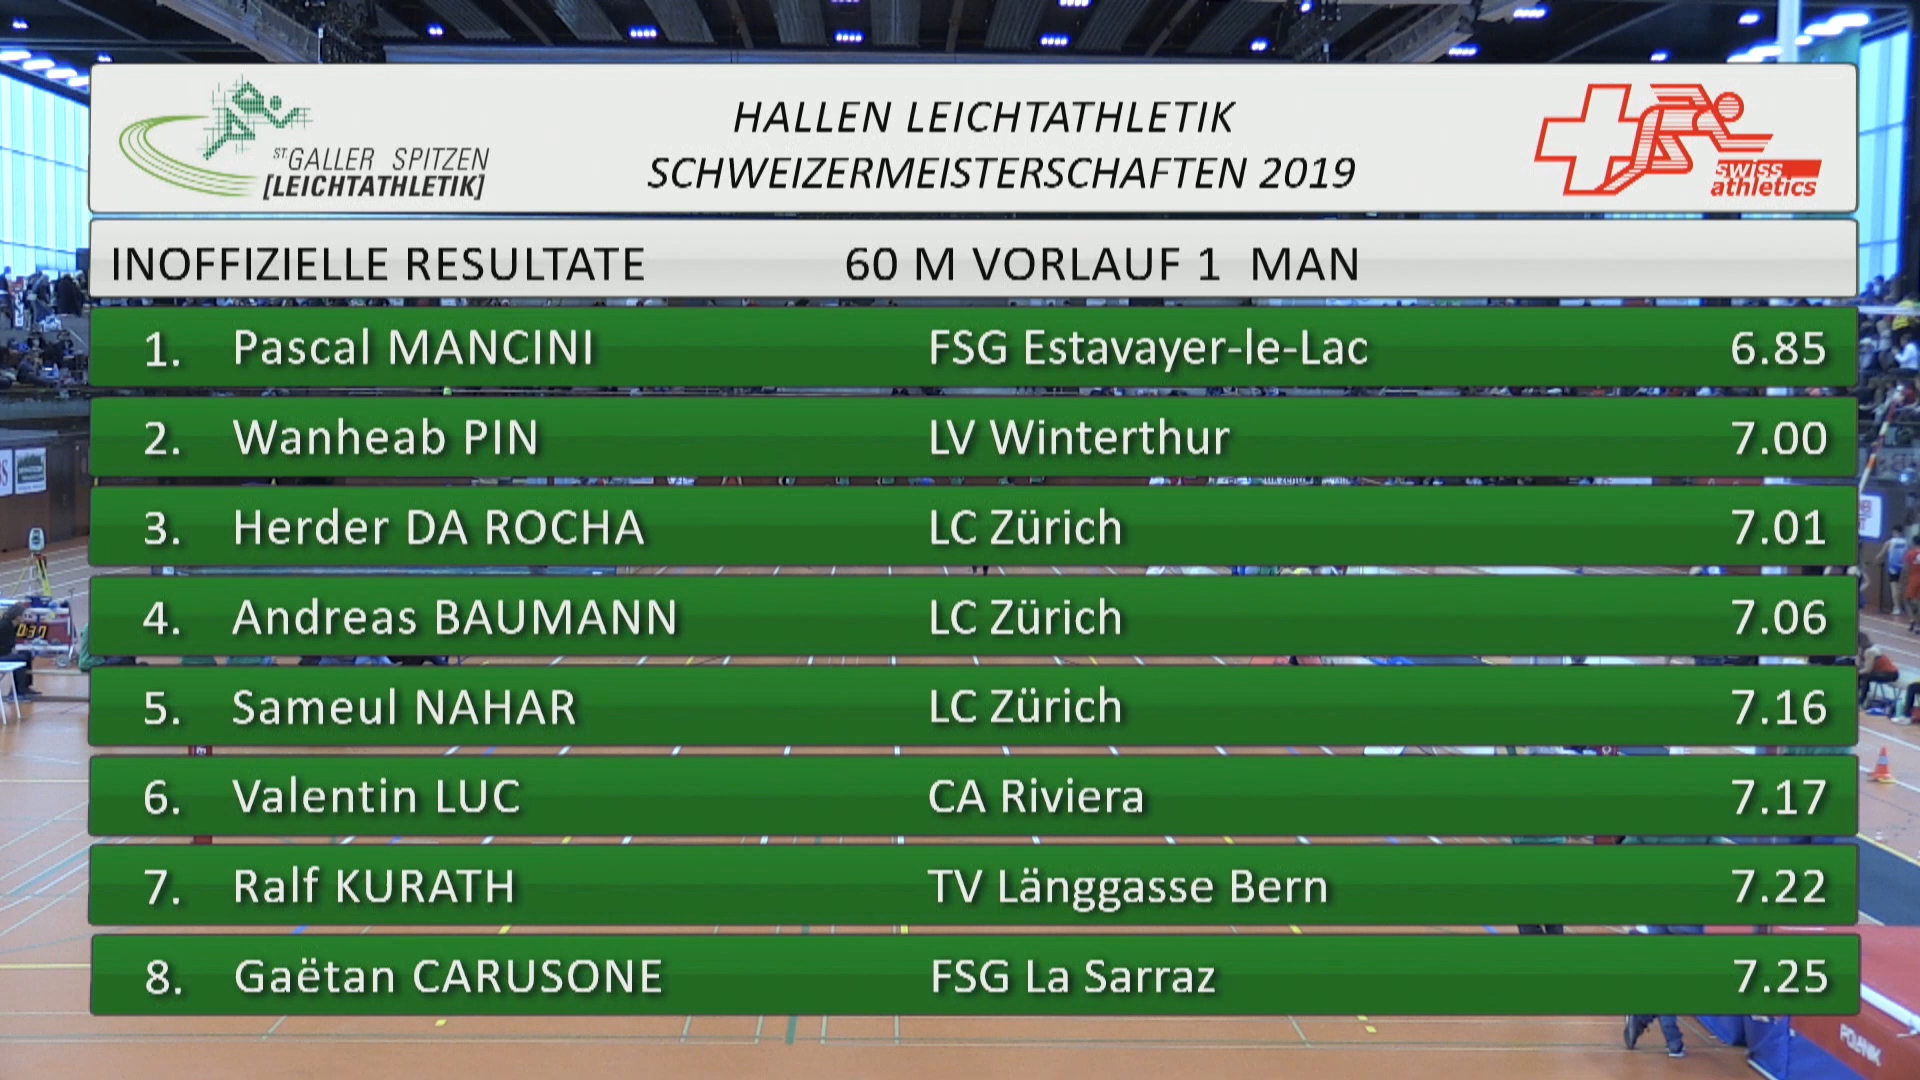 ST GALLER SPITZEN
[LEICHTATHLETIK]
HALLEN LEICHTATHLETIK
SCHWEIZERMEISTERSCHAFTEN 2019
swiss
athletics
INOFFIZIELLE RESULTATE 60 M VORLAUF 1 MAN
1. Pascal MANCINI FSG Estavayer-le-Lac 6.85
2. Wanheab PIN LV Winterthur 7.00
3. Herder DA ROCHA LC Zürich 7.01
4. Andreas BAUMANN LC Zürich 7.06
5. Sameul NAHAR LC Zürich 7.16
6. Valentin LUC CA Riviera 7.17
7. Ralf KURATH TV Länggasse Bern 7.22
8. Gaëtan CARUSONE FSG La Sarraz 7.25
POLANIK